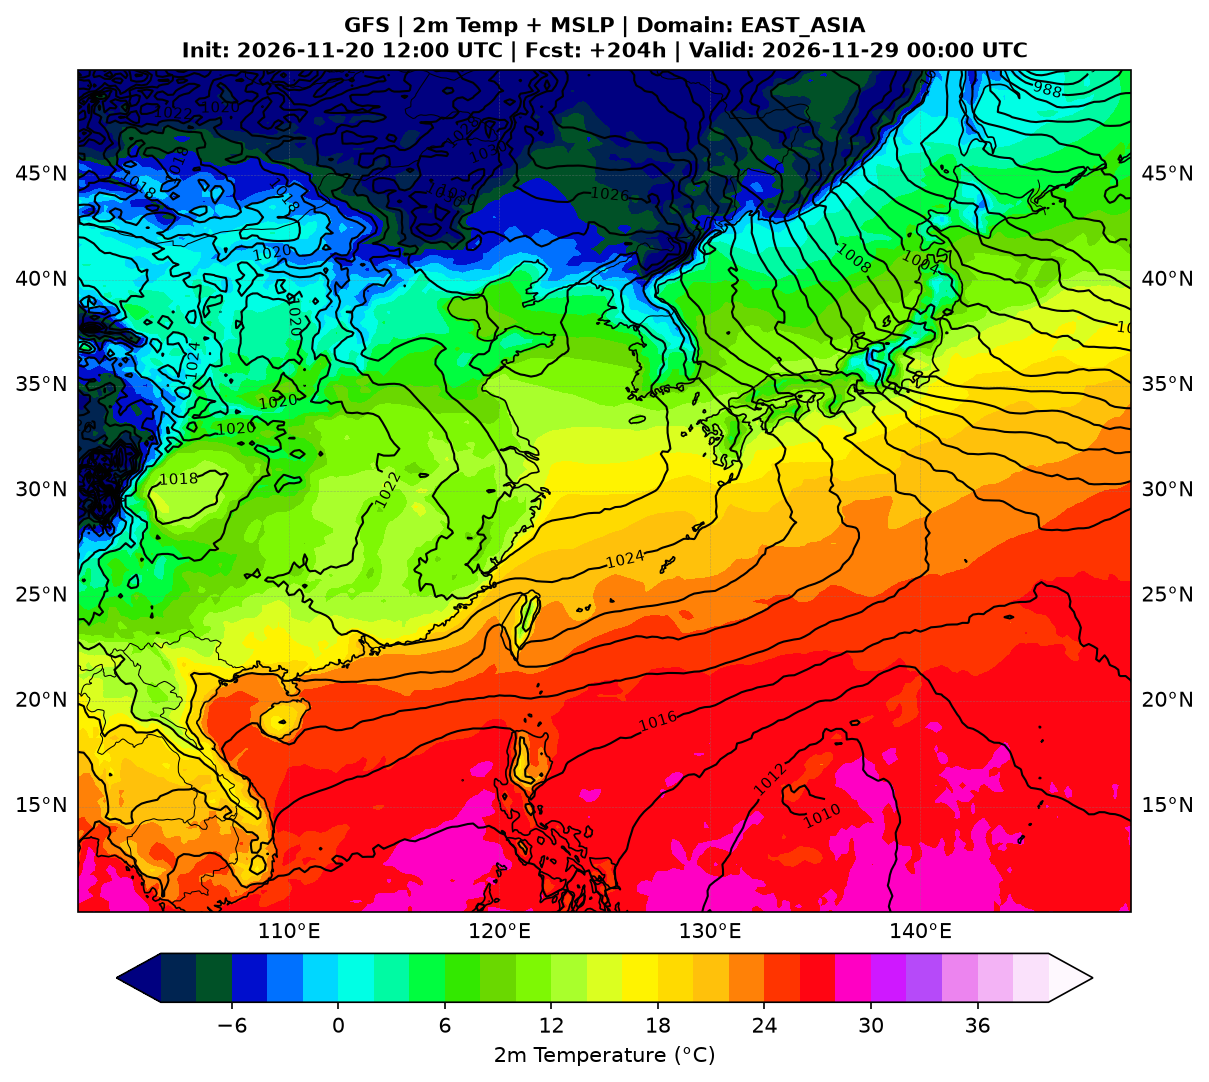 GFS | 2m Temp + MSLP | Domain: EAST_ASIA
Init: 2026-11-20 12:00 UTC | Fcst: +204h | Valid: 2026-11-29 00:00 UTC
988
45°N 1018 1018 1026 45°N
1020 1008 1004
40°N 40°N
1020
1024
35°N 1020 35°N
1020
1018 1022
30°N 30°N
1024
25°N 25°N
20°N 1016 20°N
1012
15°N 1010 15°N
110°E 120°E 130°E 140°E
−6 0 6 12 18 24 30 36
2m Temperature (°C)